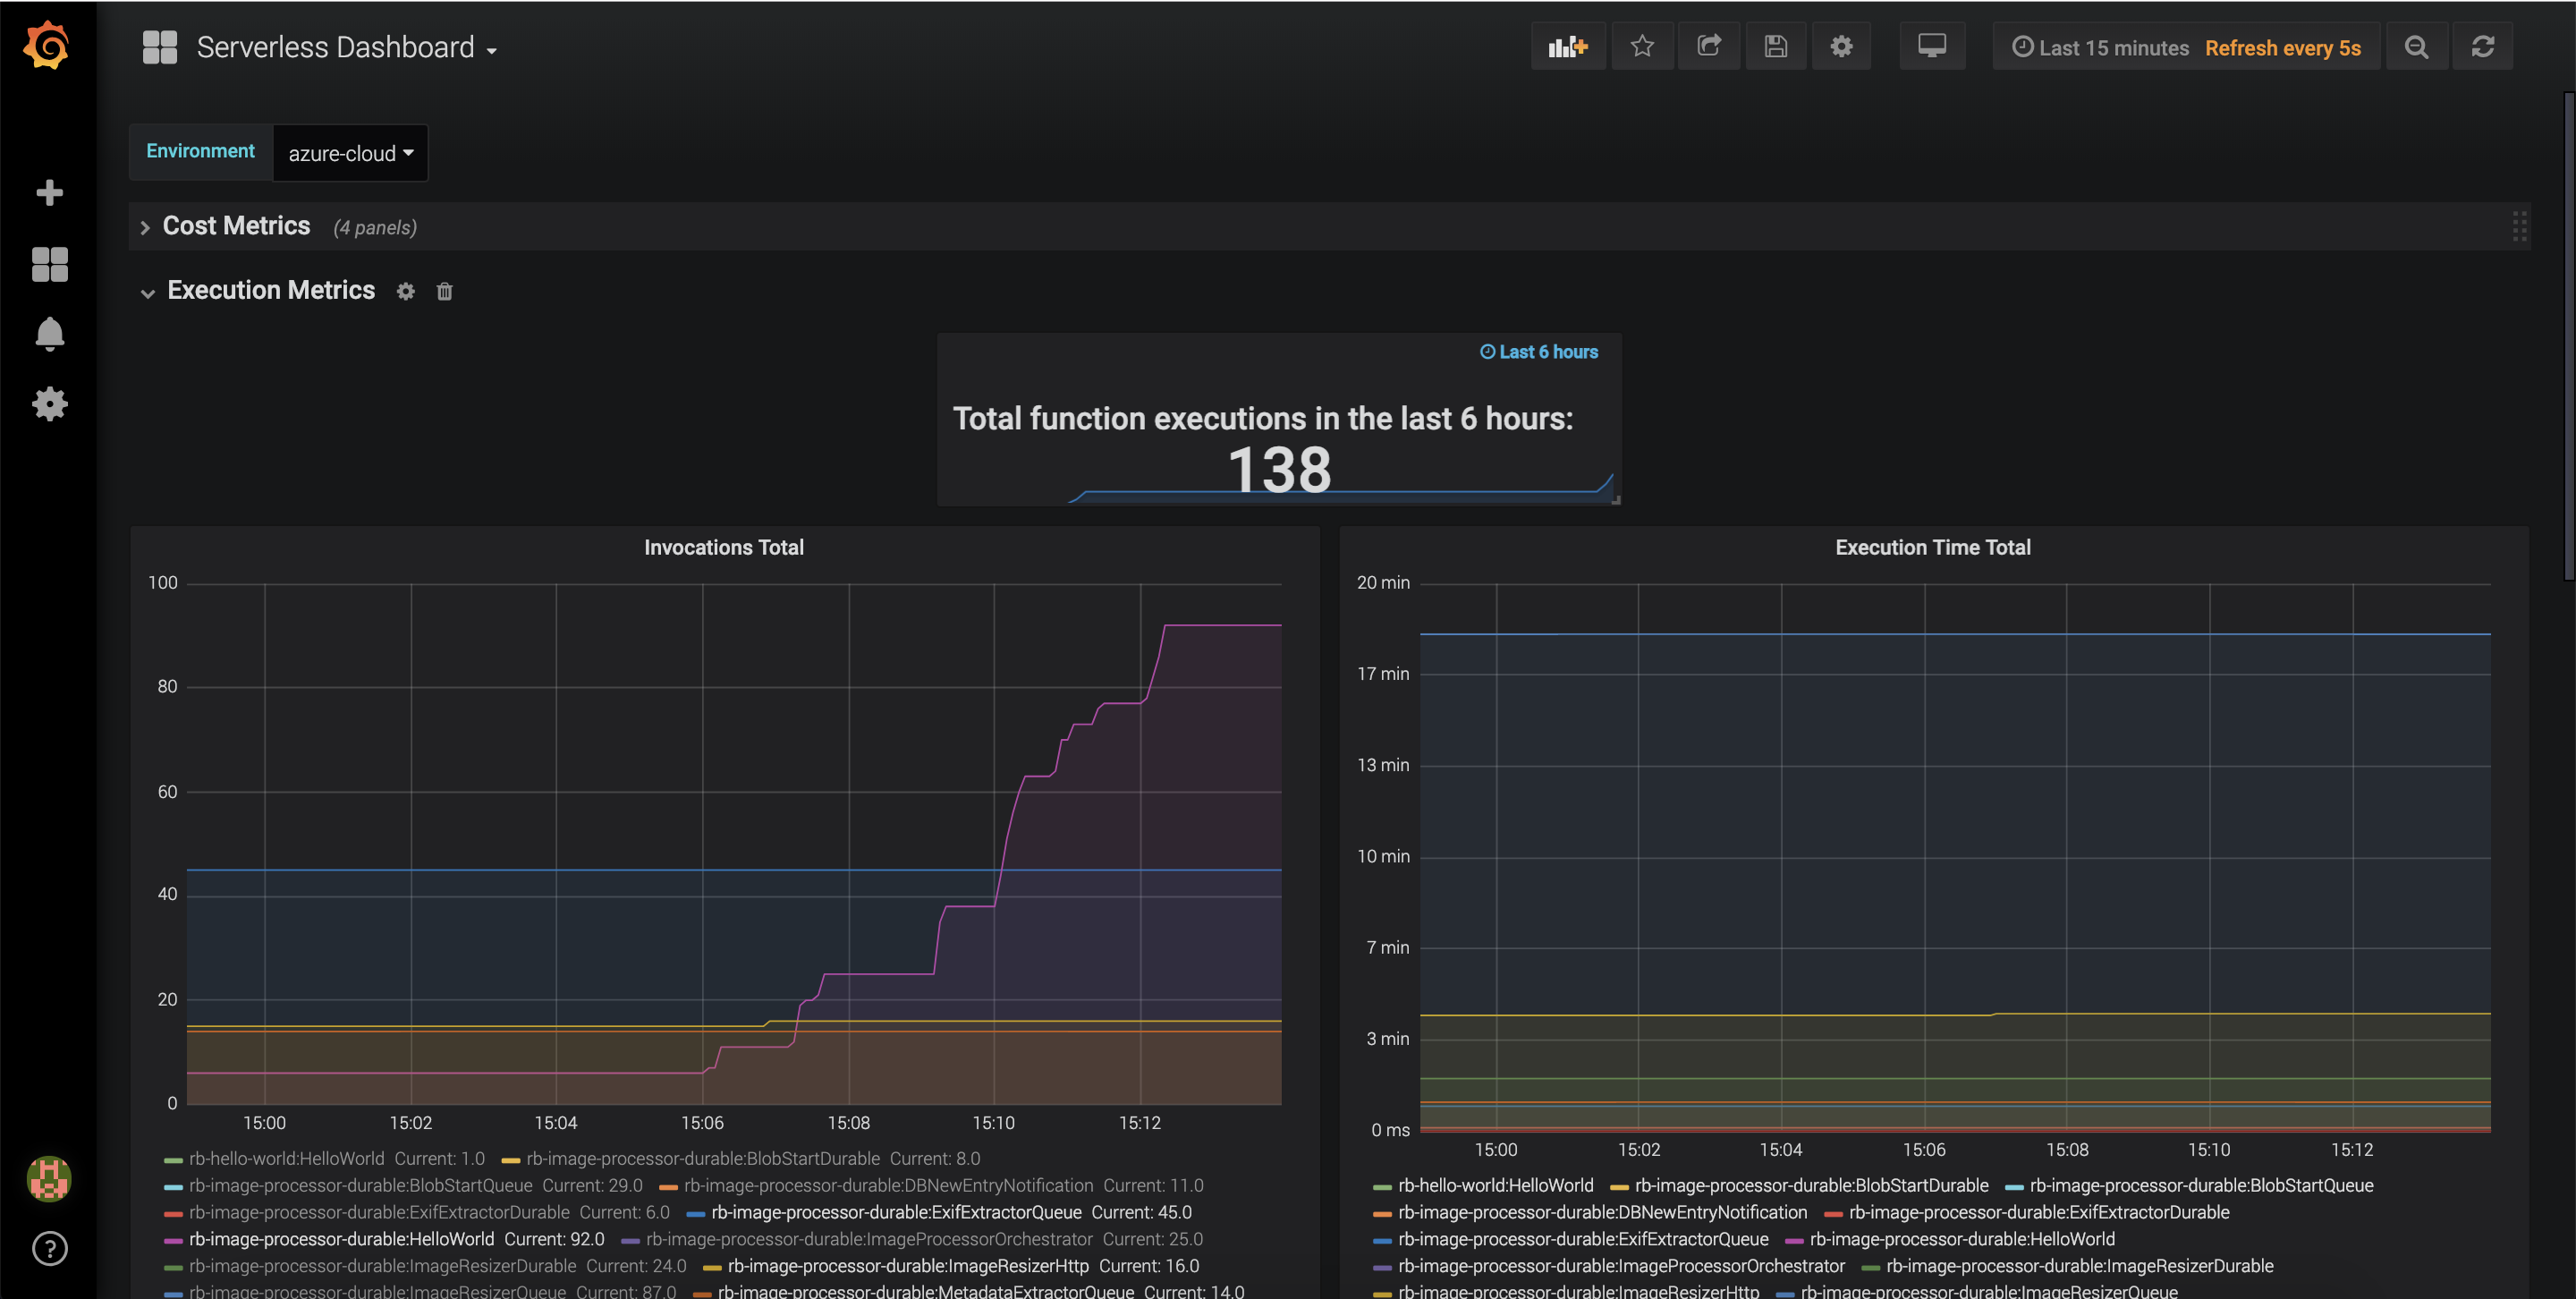 Serverless Dashboard
Last 15 minutes Refresh every 5s
Environment azure-cloud
Cost Metrics (4 panels)
Execution Metrics
Last 6 hours
Total function executions in the last 6 hours:
138
Invocations Total
100
80
60
40
20
0
15:00 15:02 15:04 15:06 15:08 15:10 15:12
rb-hello-world:HelloWorld Current: 1.0 rb-image-processor-durable:BlobStartDurable Current: 8.0
rb-image-processor-durable:BlobStartQueue Current: 29.0 rb-image-processor-durable:DBNewEntryNotification Current: 11.0
rb-image-processor-durable:ExifExtractorDurable Current: 6.0 rb-image-processor-durable:ExifExtractorQueue Current: 45.0
rb-image-processor-durable:HelloWorld Current: 92.0 rb-image-processor-durable:ImageProcessorOrchestrator Current: 25.0
rb-image-processor-durable:ImageResizerDurable Current: 24.0 rb-image-processor-durable:ImageResizerHttp Current: 16.0
rb-image-processor-durable:ImageResizerQueue Current: 87.0 rb-image-processor-durable:MetadataExtractorQueue Current: 14.0
Execution Time Total
20 min
17 min
13 min
10 min
7 min
3 min
0 ms
15:00 15:02 15:04 15:06 15:08 15:10 15:12
rb-hello-world:HelloWorld rb-image-processor-durable:BlobStartDurable rb-image-processor-durable:BlobStartQueue
rb-image-processor-durable:DBNewEntryNotification rb-image-processor-durable:ExifExtractorDurable
rb-image-processor-durable:ExifExtractorQueue rb-image-processor-durable:HelloWorld
rb-image-processor-durable:ImageProcessorOrchestrator rb-image-processor-durable:ImageResizerDurable
rb-image-processor-durable:ImageResizerHttp rb-image-processor-durable:ImageResizerQueue